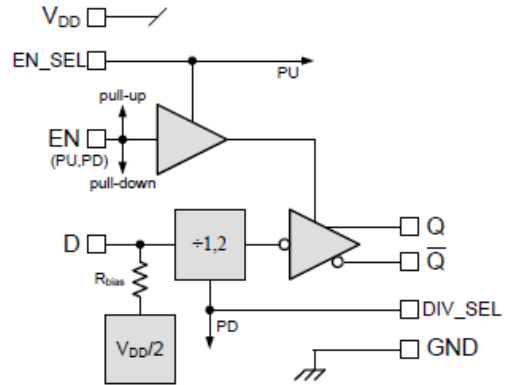 VDD
EN_SEL
PU
pull-up
EN
(PU,PD)
pull-down
D
÷1,2
Q
Q̅
Rbias
PD
DIV_SEL
VDD/2
GND